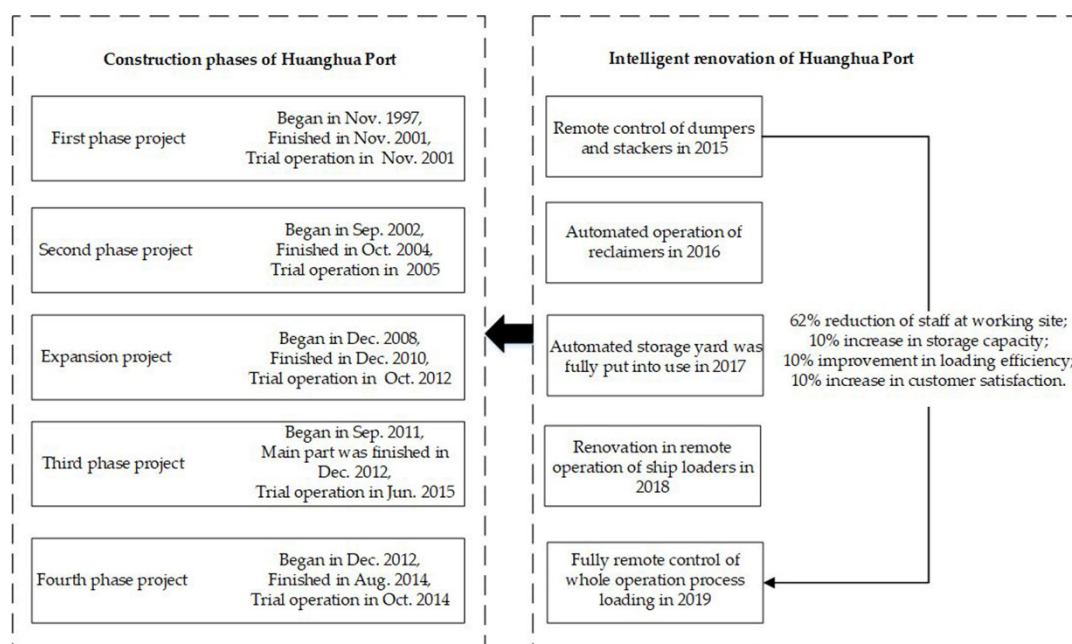 Construction phases of Huanghua Port
First phase project
Began in Nov. 1997,
Finished in Nov. 2001,
Trial operation in Nov. 2001
Second phase project
Began in Sep. 2002,
Finished in Oct. 2004,
Trial operation in 2005
Expansion project
Began in Dec. 2008,
Finished in Dec. 2010,
Trial operation in Oct. 2012
Third phase project
Began in Sep. 2011,
Main part was finished in
Dec. 2012,
Trial operation in Jun. 2015
Fourth phase project
Began in Dec. 2012,
Finished in Aug. 2014,
Trial operation in Oct. 2014
Intelligent renovation of Huanghua Port
Remote control of dumpers
and stackers in 2015
Automated operation of
reclaimers in 2016
Automated storage yard was
fully put into use in 2017
Renovation in remote
operation of ship loaders in
2018
Fully remote control of
whole operation process
loading in 2019
62% reduction of staff at working site;
10% increase in storage capacity;
10% improvement in loading efficiency;
10% increase in customer satisfaction.